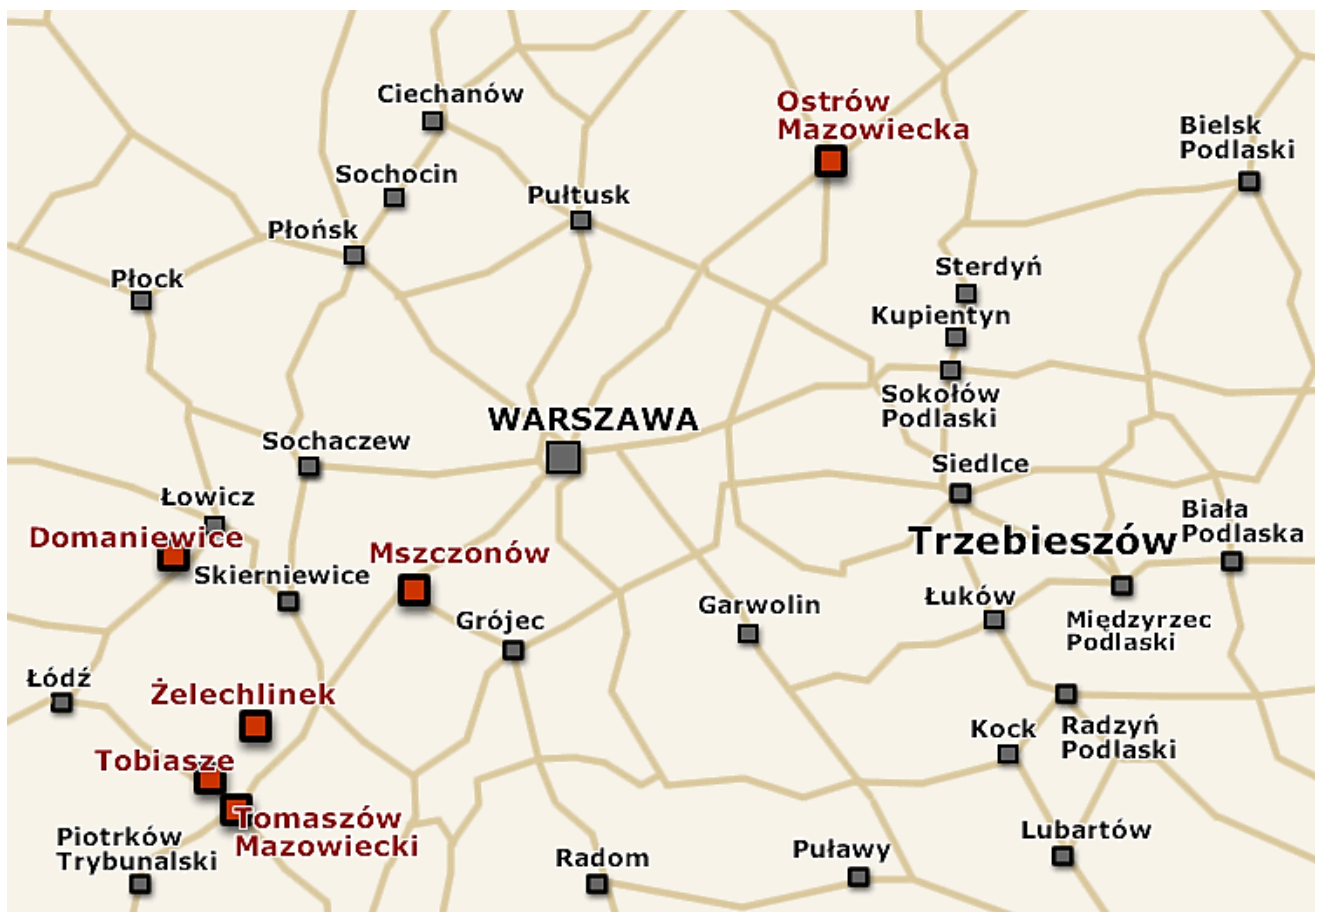 Ciechanów
Ostrów
Mazowiecka
Bielsk
Podlaski
Sochocin
Pułtusk
Płońsk
Płock
Sterdyń
Kupientyn
Sokołów
Podlaski
WARSZAWA
Sochaczew
Siedlce
Łowicz
Domaniewice
Mszczonów
Trzebieszów
Biała
Podlaska
Skierniewice
Grójec
Garwolin
Łuków
Międzyrzec
Podlaski
Łódź
Żelechlinek
Kock
Radzyń
Podlaski
Tobiasze
Tomaszów
Mazowiecki
Piotrków
Trybunalski
Radom
Puławy
Lubartów